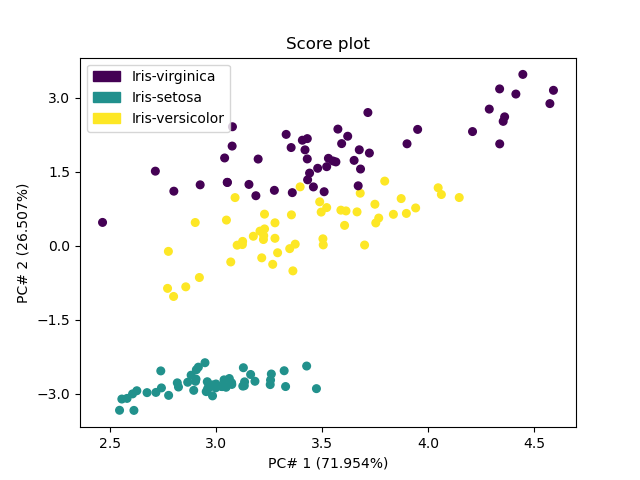 Score plot
Iris-virginica
Iris-setosa
Iris-versicolor
PC# 2 (26.507%)
3.0
1.5
0.0
−1.5
−3.0
2.5 3.0 3.5 4.0 4.5
PC# 1 (71.954%)